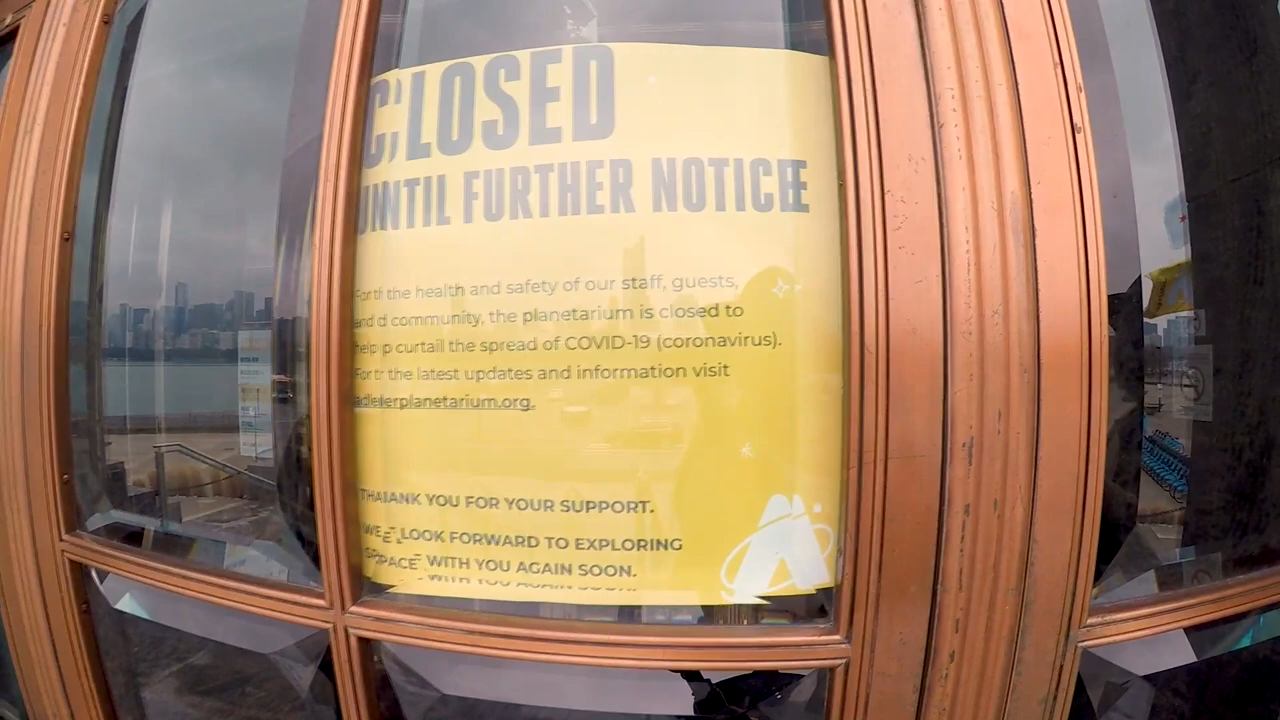 CLOSED
UNTIL FURTHER NOTICE
For the health and safety of our staff, guests,
and community, the planetarium is closed to
help curtail the spread of COVID-19 (coronavirus).
For the latest updates and information visit
adlerplanetarium.org.
THANK YOU FOR YOUR SUPPORT.
WE LOOK FORWARD TO EXPLORING
SPACE WITH YOU AGAIN SOON.